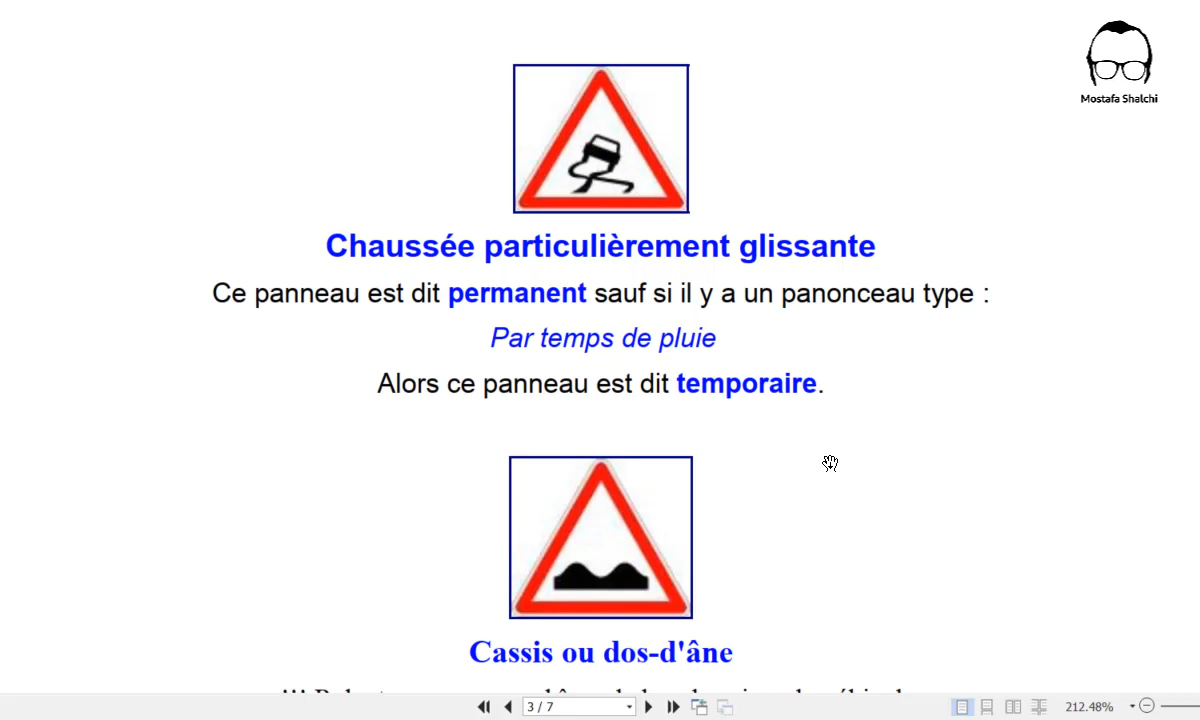 Mostafa Shalchi
Chaussée particulièrement glissante
Ce panneau est dit permanent sauf si il y a un panonceau type :
Par temps de pluie
Alors ce panneau est dit temporaire.
Cassis ou dos-d'âne
3 / 7
212.48%